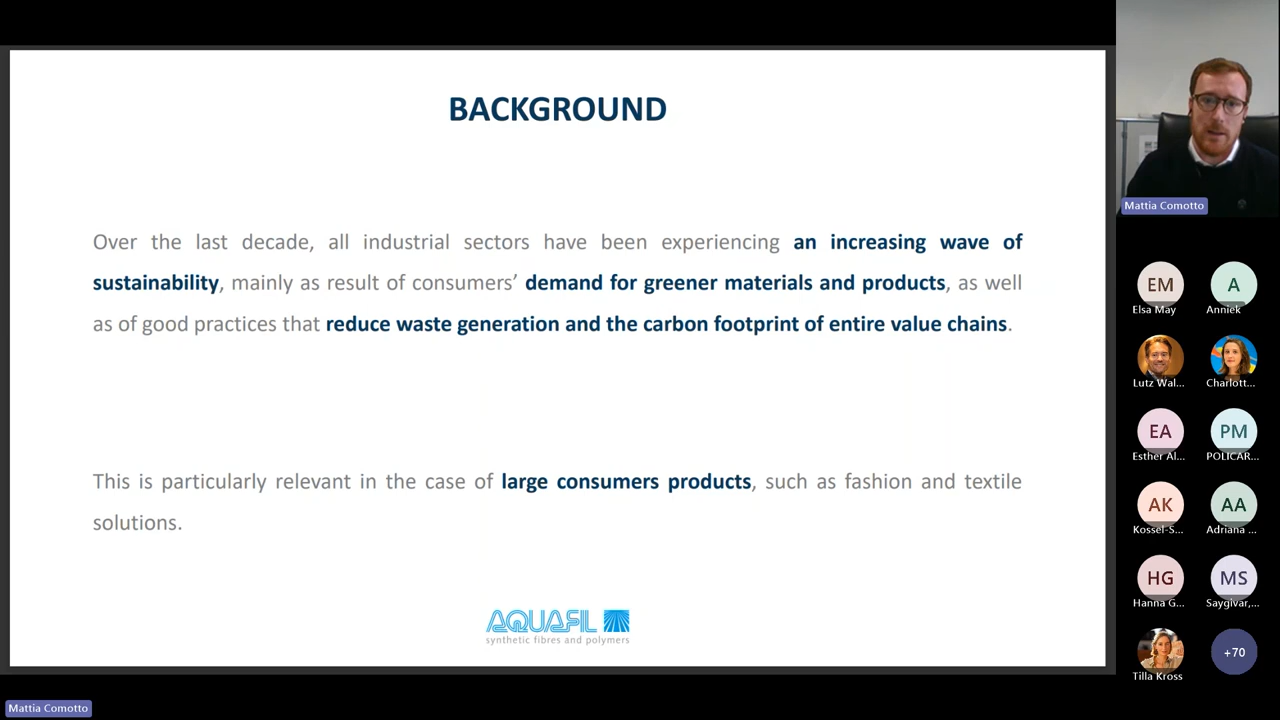 BACKGROUND
Over the last decade, all industrial sectors have been experiencing an increasing wave of
sustainability, mainly as result of consumers’ demand for greener materials and products, as well
as of good practices that reduce waste generation and the carbon footprint of entire value chains.
This is particularly relevant in the case of large consumers products, such as fashion and textile
solutions.
AQUAFIL
synthetic fibres and polymers
Mattia Comotto
EM
Elsa May
A
Anniek
Lutz Wal...
Charlott...
EA
Esther Al...
PM
POLICAR...
AK
Kossel-S...
AA
Adriana ...
HG
Hanna G...
MS
Saygivar,...
Tilla Kross
+70
Mattia Comotto